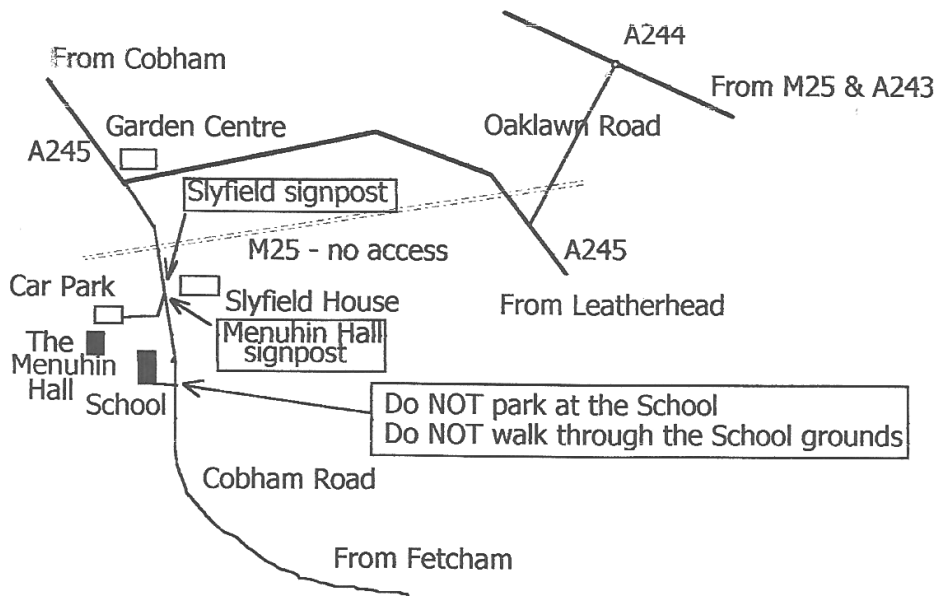 A244
From Cobham
From M25 & A243
Garden Centre
Oaklawn Road
A245
Slyfield signpost
M25 - no access
A245
Car Park
Slyfield House
From Leatherhead
Menuhin Hall
signpost
The
Menuhin
Hall
School
Do NOT park at the School
Do NOT walk through the School grounds
Cobham Road
From Fetcham